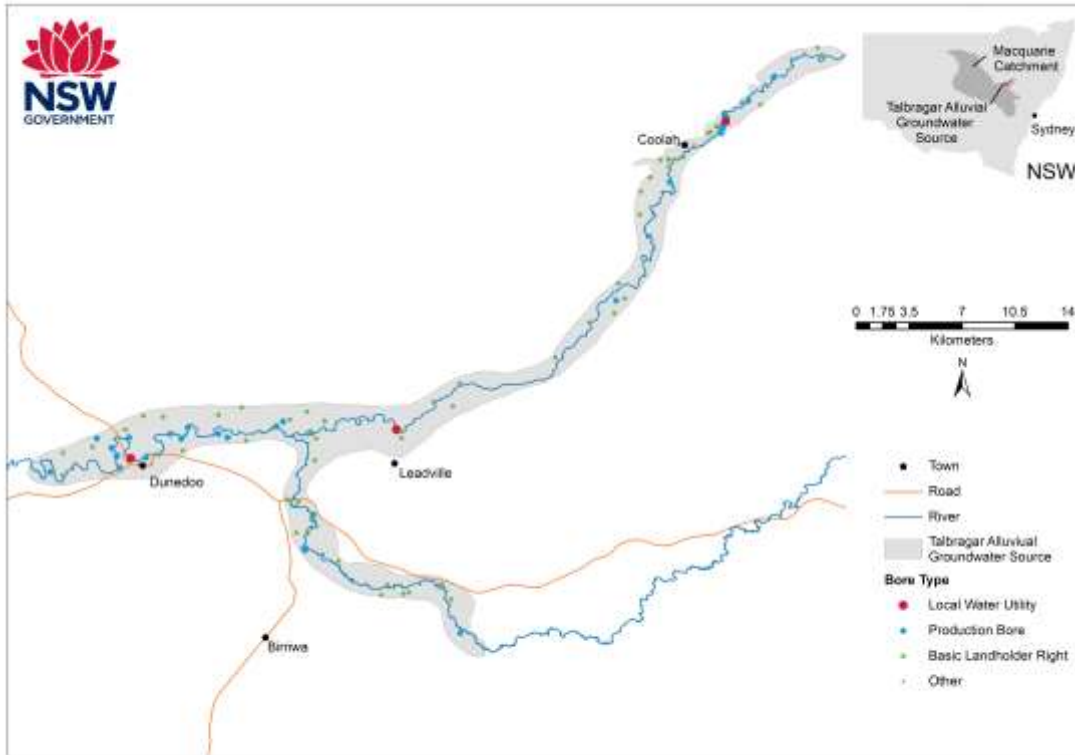 NSW
GOVERNMENT
Macquarie
Catchment
Talbragar Alluvial
Groundwater
Source
Sydney
NSW
Coolah
0 1.75 3.5 7 10.5 14
Kilometers
N
Dunedoo
Leadville
Birriwa
Town
Road
River
Talbragar Alluviual
Groundwater Source
Bore Type
Local Water Utility
Production Bore
Basic Landholder Right
Other